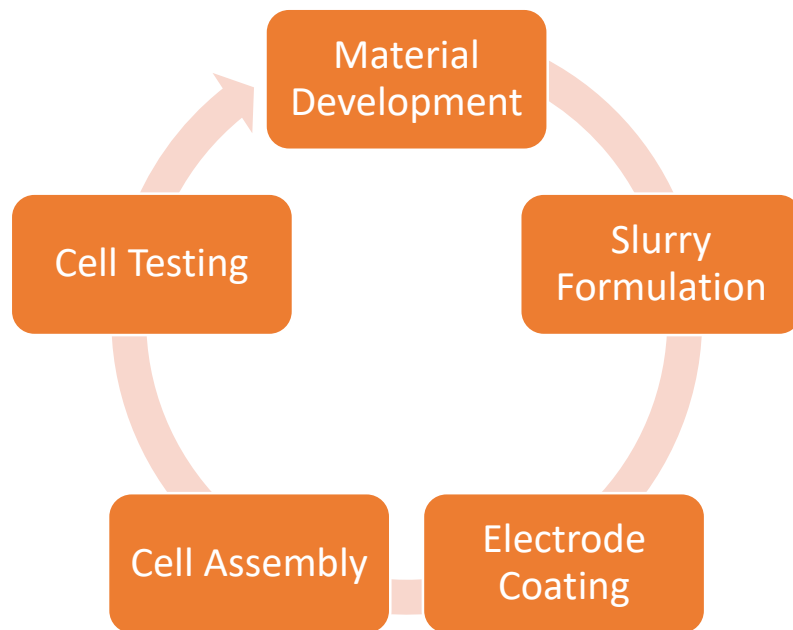 Material
Development
Slurry
Formulation
Electrode
Coating
Cell Assembly
Cell Testing